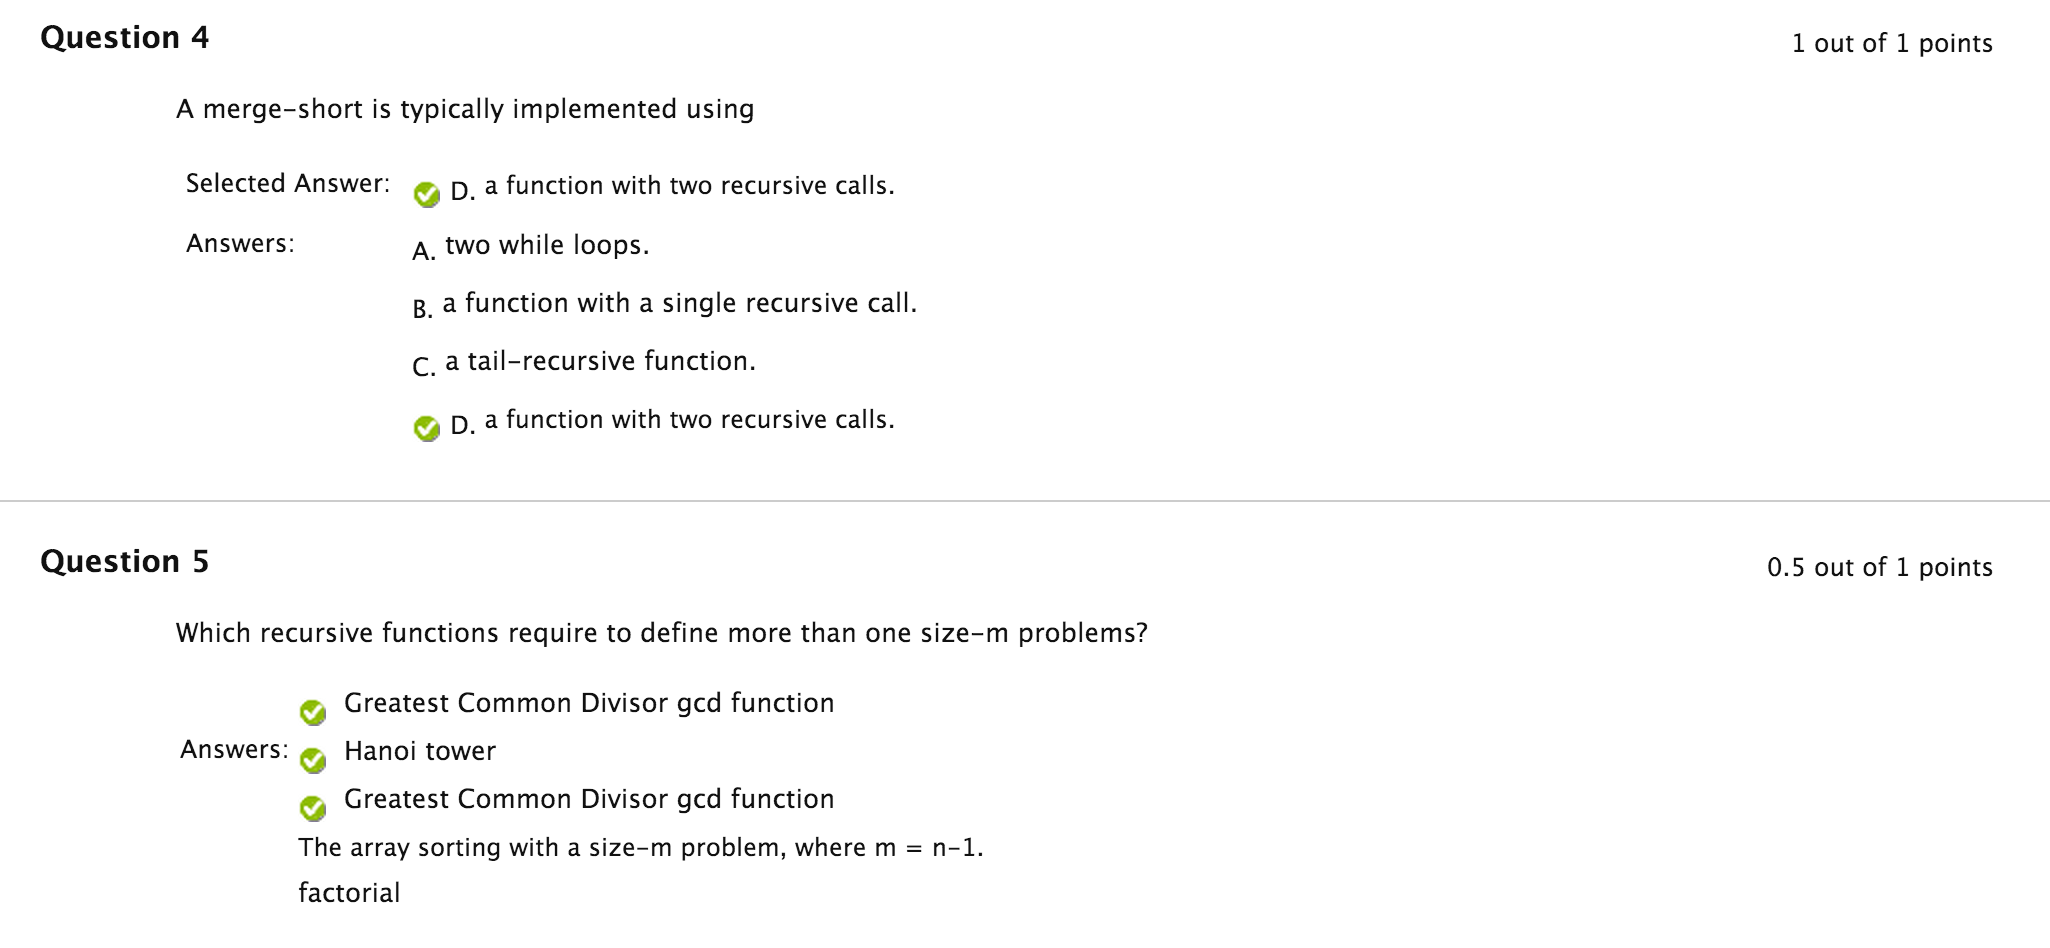 Question 4
1 out of 1 points
A merge-short is typically implemented using
Selected Answer: D. a function with two recursive calls.
Answers: A. two while loops.
B. a function with a single recursive call.
C. a tail-recursive function.
D. a function with two recursive calls.
Question 5
0.5 out of 1 points
Which recursive functions require to define more than one size-m problems?
Greatest Common Divisor gcd function
Answers: Hanoi tower
Greatest Common Divisor gcd function
The array sorting with a size-m problem, where m = n-1.
factorial